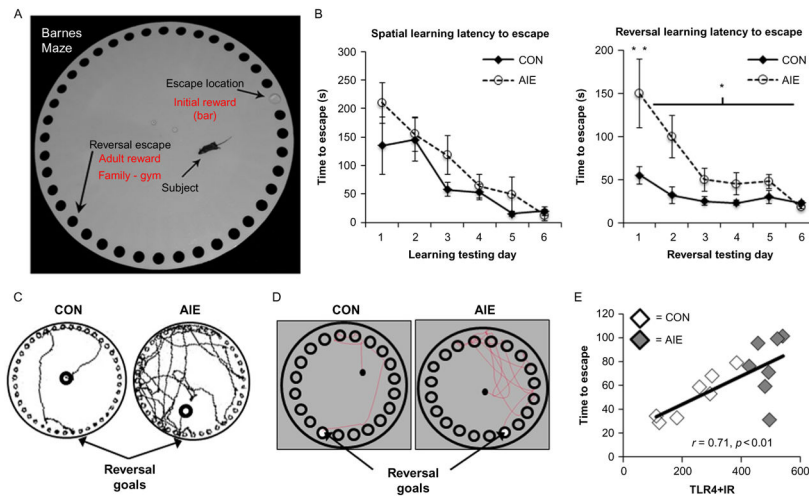 A
Barnes
Maze
Escape location
Initial reward
(bar)
Reversal escape
Adult reward
Family - gym
Subject
B
Spatial learning latency to escape
CON
AIE
Time to escape (s)
300
250
200
150
100
50
0
1 2 3 4 5 6
Learning testing day
Reversal learning latency to escape
* *
CON
AIE
*
Time to escape (s)
200
150
100
50
0
1 2 3 4 5 6
Reversal testing day
C
CON AIE
Reversal
goals
D
CON AIE
Reversal
goals
E
= CON
= AIE
Time to escape
120
100
80
60
40
20
0
r = 0.71, p < 0.01
0 200 400 600
TLR4+IR